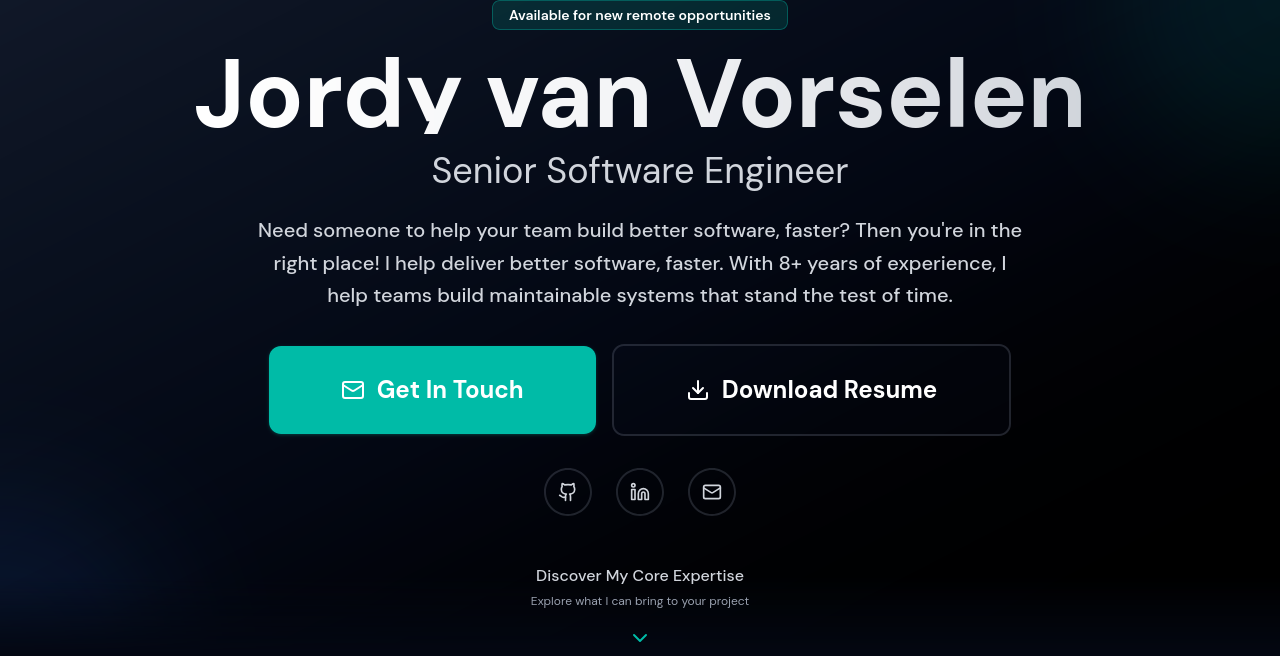 Available for new remote opportunities
Jordy van Vorselen
Senior Software Engineer
Need someone to help your team build better software, faster? Then you're in the
right place! I help deliver better software, faster. With 8+ years of experience, I
help teams build maintainable systems that stand the test of time.
Get In Touch
Download Resume
Discover My Core Expertise
Explore what I can bring to your project